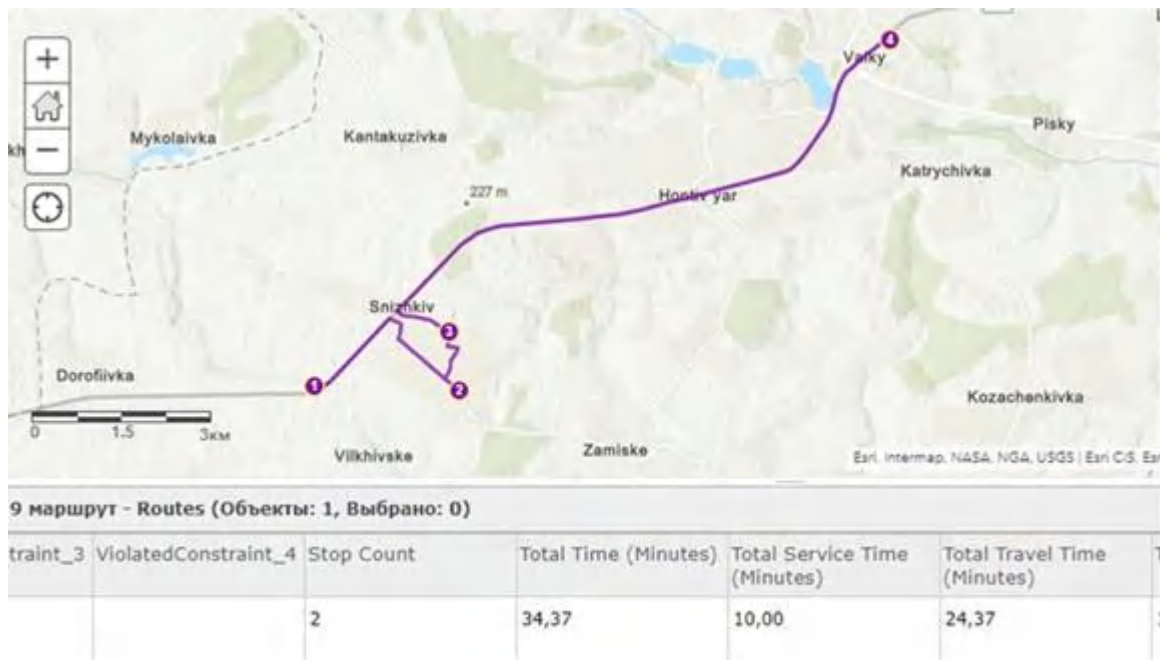 +
−
4
Valky
Mykolaivka
Kantakuzivka
Pisky
Katrychivka
227 m
Hontiv yar
Snizhkiv
3
Dorofiivka
1
2
Kozachenkivka
0 1.5 3км
Vilkhivske
Zamiske
Esri, Intermap, NASA, NGA, USGS | Esri C.S. Esr
9 маршрут - Routes (Объекты: 1, Выбрано: 0)
traint_3 ViolatedConstraint_4 Stop Count Total Time (Minutes) Total Service Time (Minutes) Total Travel Time (Minutes)
2 34,37 10,00 24,37